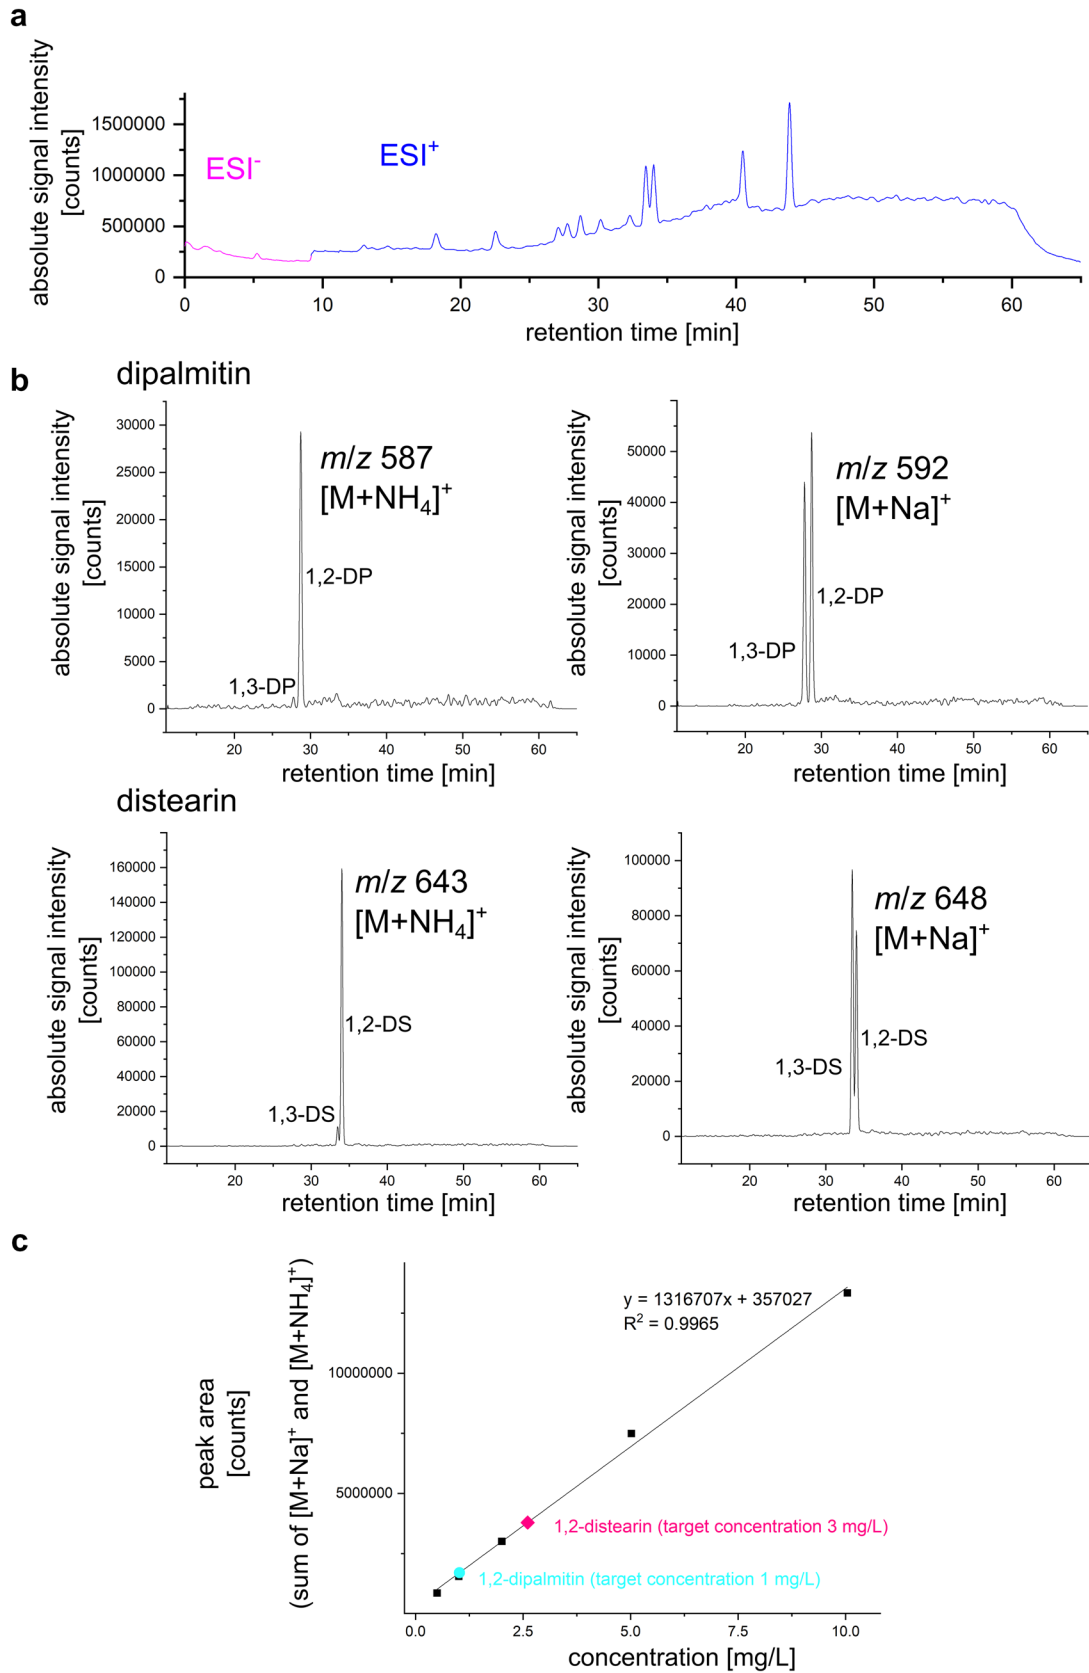 a
absolute signal intensity
[counts]
1500000
1000000
500000
0
ESI-
ESI+
0 10 20 30 40 50 60
retention time [min]
b
dipalmitin
absolute signal intensity
[counts]
30000
25000
20000
15000
10000
5000
0
m/z 587
[M+NH4]+
1,2-DP
1,3-DP
20 30 40 50 60
retention time [min]
absolute signal intensity
[counts]
50000
40000
30000
20000
10000
0
m/z 592
[M+Na]+
1,2-DP
1,3-DP
20 30 40 50 60
retention time [min]
distearin
absolute signal intensity
[counts]
160000
140000
120000
100000
80000
60000
40000
20000
0
m/z 643
[M+NH4]+
1,2-DS
1,3-DS
20 30 40 50 60
retention time [min]
absolute signal intensity
[counts]
100000
80000
60000
40000
20000
0
m/z 648
[M+Na]+
1,2-DS
1,3-DS
20 30 40 50 60
retention time [min]
c
peak area
[counts]
(sum of [M+Na]+ and [M+NH4]+)
y = 1316707x + 357027
R2 = 0.9965
10000000
5000000
1,2-distearin (target concentration 3 mg/L)
1,2-dipalmitin (target concentration 1 mg/L)
0.0 2.5 5.0 7.5 10.0
concentration [mg/L]